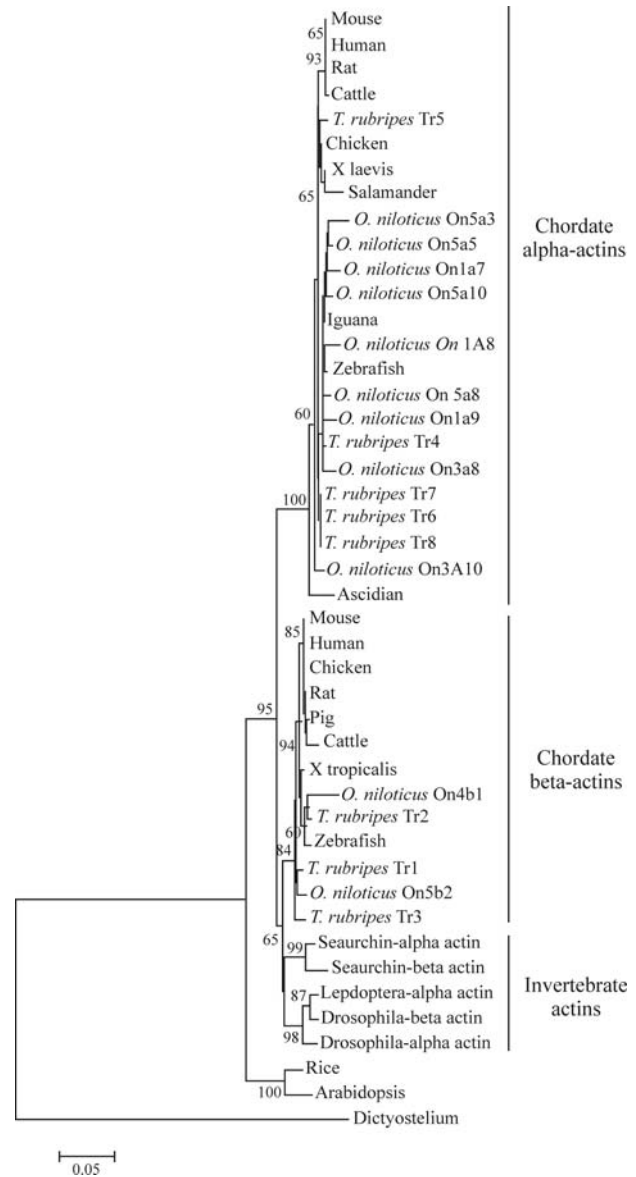 Mouse
65
Human
93
Rat
Cattle
T. rubripes Tr5
Chicken
X laevis
65
Salamander
O. niloticus On5a3
O. niloticus On5a5
O. niloticus On1a7
O. niloticus On5a10
Iguana
O. niloticus On 1A8
Zebrafish
O. niloticus On 5a8
60
O. niloticus On1a9
T. rubripes Tr4
O. niloticus On3a8
T. rubripes Tr7
100
T. rubripes Tr6
T. rubripes Tr8
O. niloticus On3A10
Ascidian
Chordate
alpha-actins
Mouse
85
Human
Chicken
Rat
95
Pig
94
Cattle
X tropicalis
O. niloticus On4b1
T. rubripes Tr2
60
Zebrafish
84
T. rubripes Tr1
O. niloticus On5b2
T. rubripes Tr3
Chordate
beta-actins
65
99
Seaurchin-alpha actin
Seaurchin-beta actin
87
Lepdoptera-alpha actin
Drosophila-beta actin
98
Drosophila-alpha actin
Invertebrate
actins
Rice
100
Arabidopsis
Dictyostelium
0.05